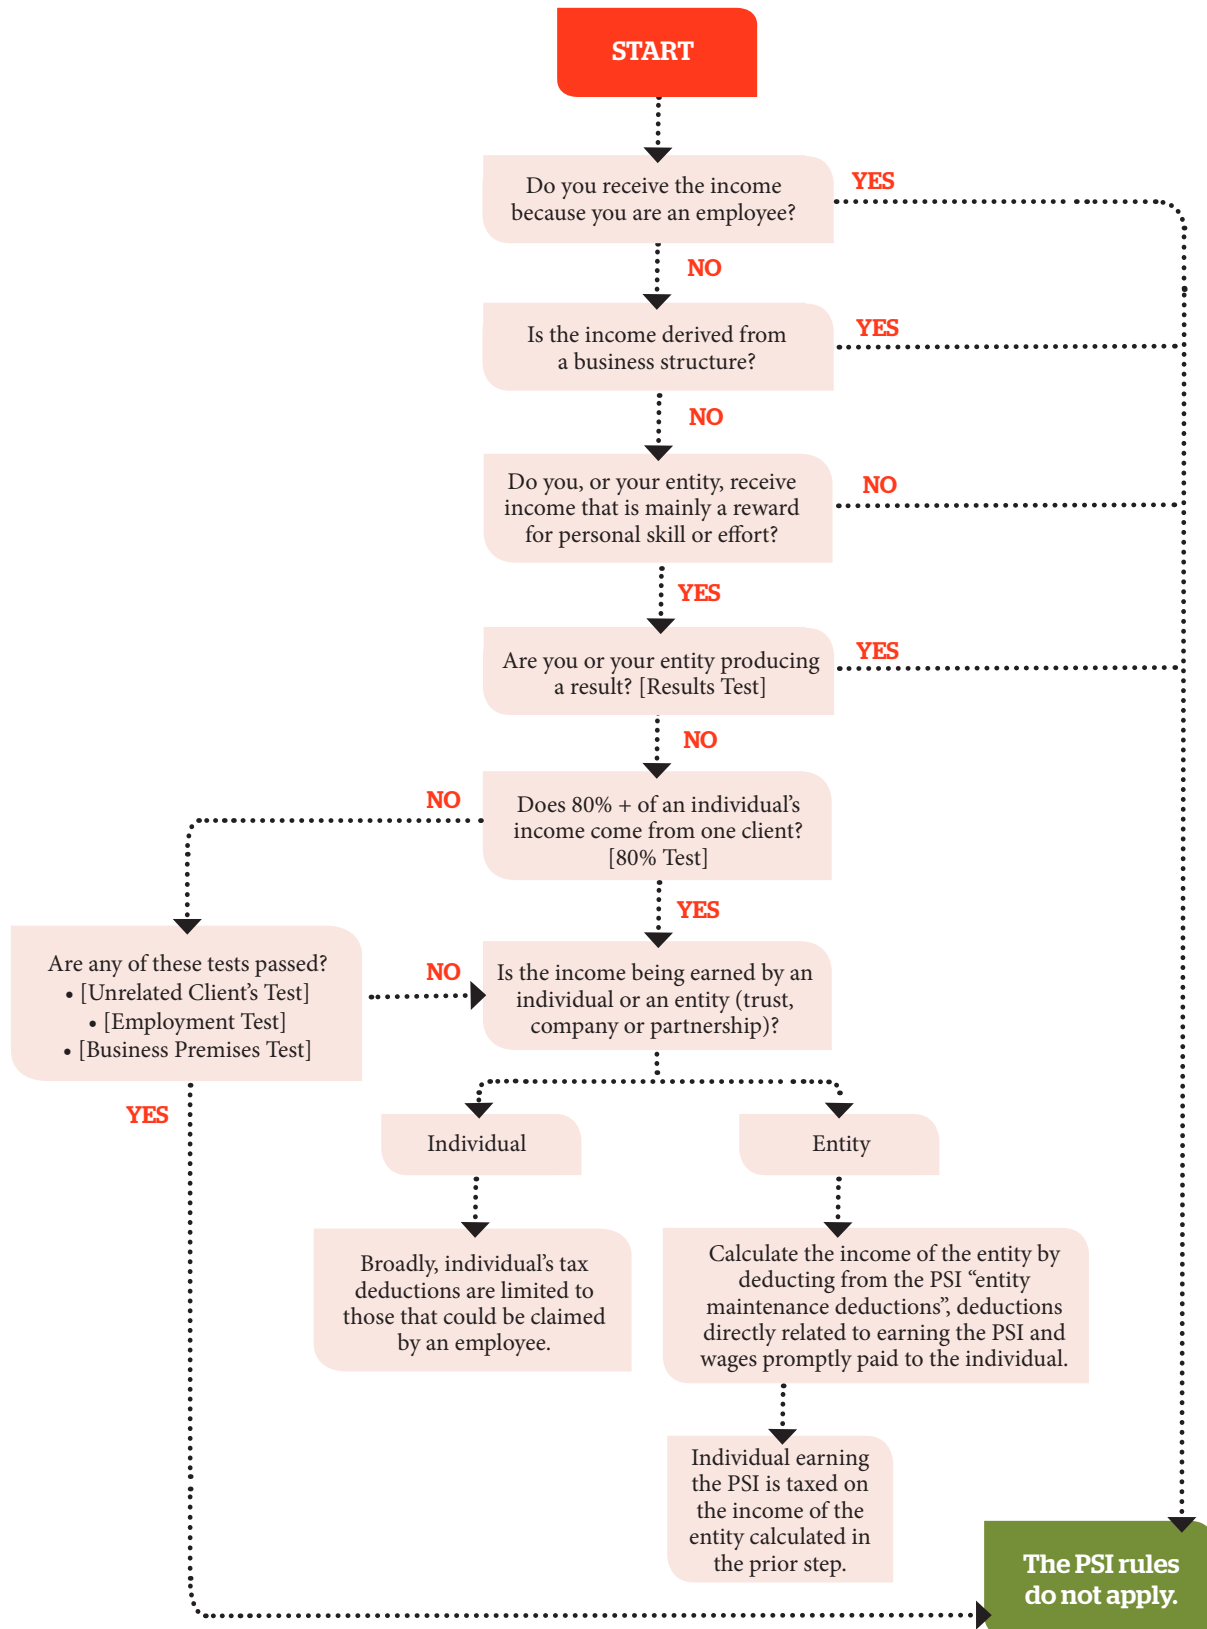 START
Do you receive the income
because you are an employee?
YES
NO
Is the income derived from
a business structure?
YES
NO
Do you, or your entity, receive
income that is mainly a reward
for personal skill or effort?
NO
YES
Are you or your entity producing
a result? [Results Test]
YES
NO
Does 80% + of an individual’s
income come from one client?
[80% Test]
NO
YES
Are any of these tests passed?
• [Unrelated Client’s Test]
• [Employment Test]
• [Business Premises Test]
NO
YES
Is the income being earned by an
individual or an entity (trust,
company or partnership)?
Individual
Entity
Broadly, individual’s tax
deductions are limited to
those that could be claimed
by an employee.
Calculate the income of the entity by
deducting from the PSI “entity
maintenance deductions”, deductions
directly related to earning the PSI and
wages promptly paid to the individual.
Individual earning
the PSI is taxed on
the income of the
entity calculated in
the prior step.
The PSI rules
do not apply.